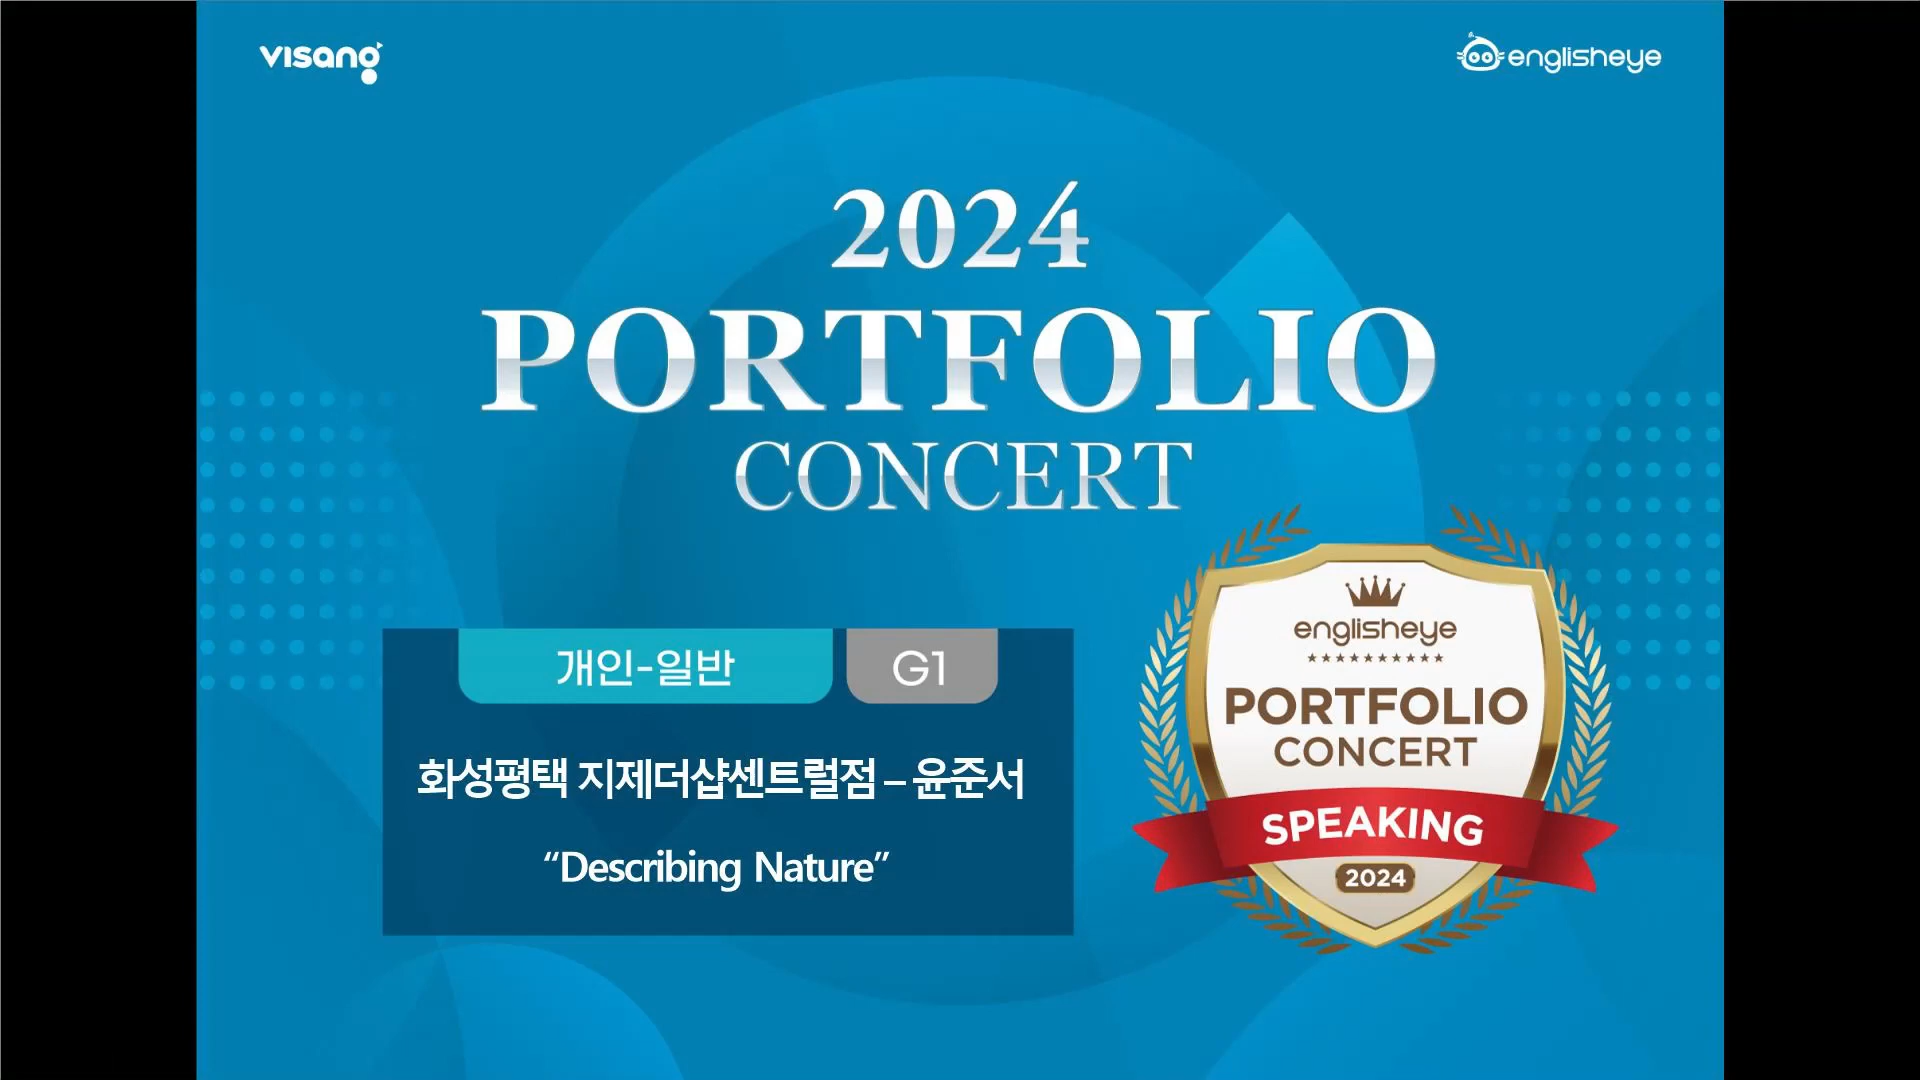 visang
englisheye
2024
PORTFOLIO
CONCERT
개인-일반
G1
화성평택 지제더샵센트럴점 – 윤준서
“Describing Nature”
englisheye
PORTFOLIO
CONCERT
SPEAKING
2024